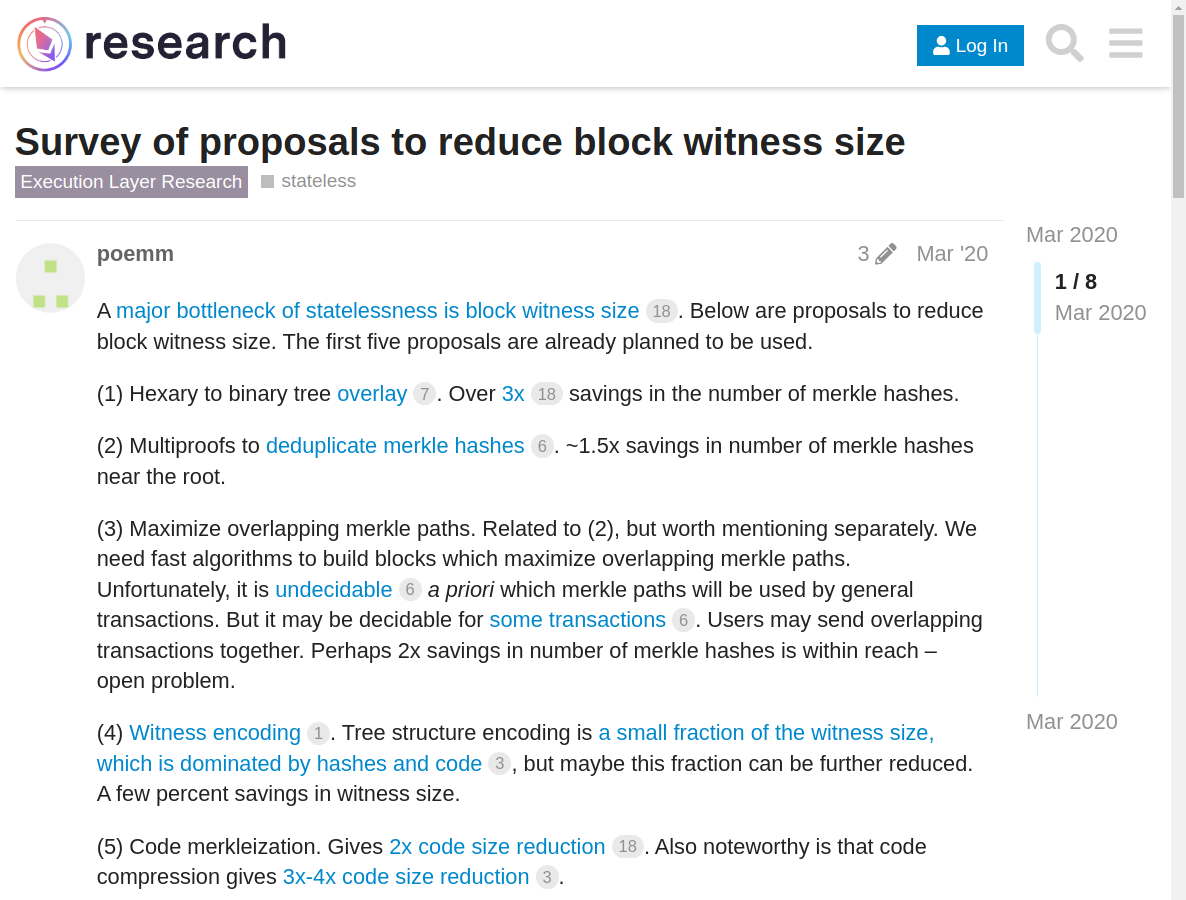 research
Log In
Survey of proposals to reduce block witness size
Execution Layer Research stateless
poemm 3 Mar '20
A major bottleneck of statelessness is block witness size 18. Below are proposals to reduce
block witness size. The first five proposals are already planned to be used.
(1) Hexary to binary tree overlay 7. Over 3x 18 savings in the number of merkle hashes.
(2) Multiproofs to deduplicate merkle hashes 6. ~1.5x savings in number of merkle hashes
near the root.
(3) Maximize overlapping merkle paths. Related to (2), but worth mentioning separately. We
need fast algorithms to build blocks which maximize overlapping merkle paths.
Unfortunately, it is undecidable 6 a priori which merkle paths will be used by general
transactions. But it may be decidable for some transactions 6. Users may send overlapping
transactions together. Perhaps 2x savings in number of merkle hashes is within reach –
open problem.
(4) Witness encoding 1. Tree structure encoding is a small fraction of the witness size,
which is dominated by hashes and code 3, but maybe this fraction can be further reduced.
A few percent savings in witness size.
(5) Code merkleization. Gives 2x code size reduction 18. Also noteworthy is that code
compression gives 3x-4x code size reduction 3.
Mar 2020
1 / 8
Mar 2020
Mar 2020